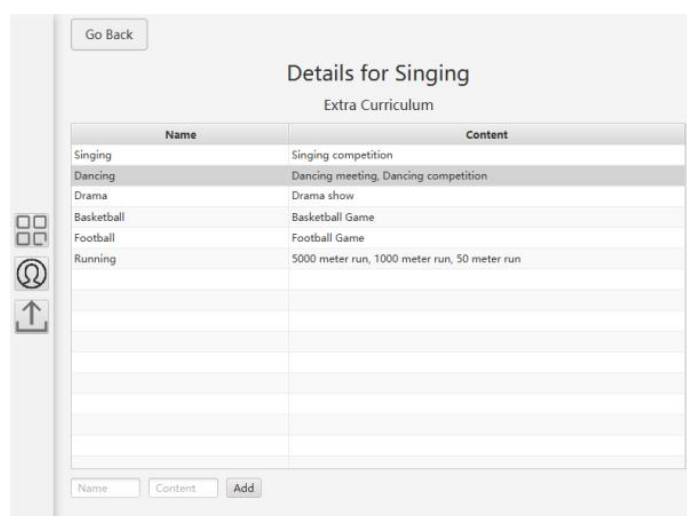 Go Back
Details for Singing
Extra Curriculum
Name Content
Singing Singing competition
Dancing Dancing meeting, Dancing competition
Drama Drama show
Basketball Basketball Game
Football Football Game
Running 5000 meter run, 1000 meter run, 50 meter run
Name Content Add